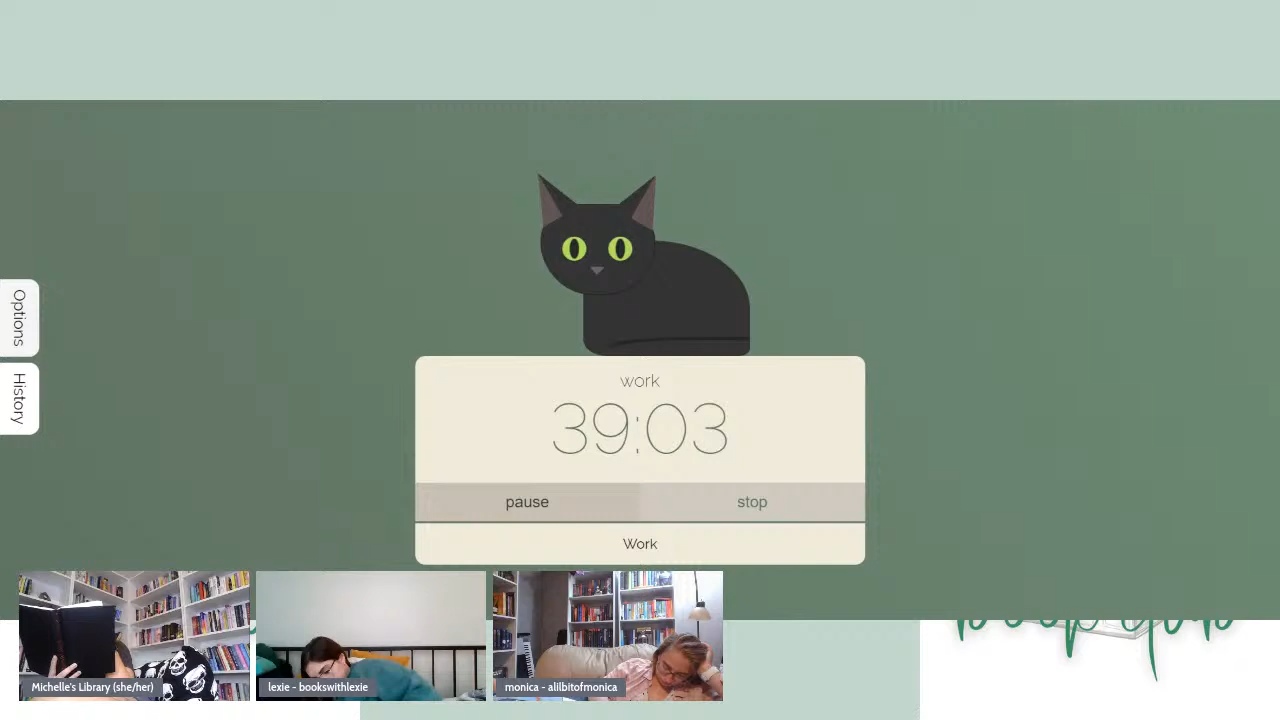 Options
History
work
39:03
pause
stop
Work
Michelle's Library (she/her)
lexie - bookswithlexie
monica - alilbitofmonica